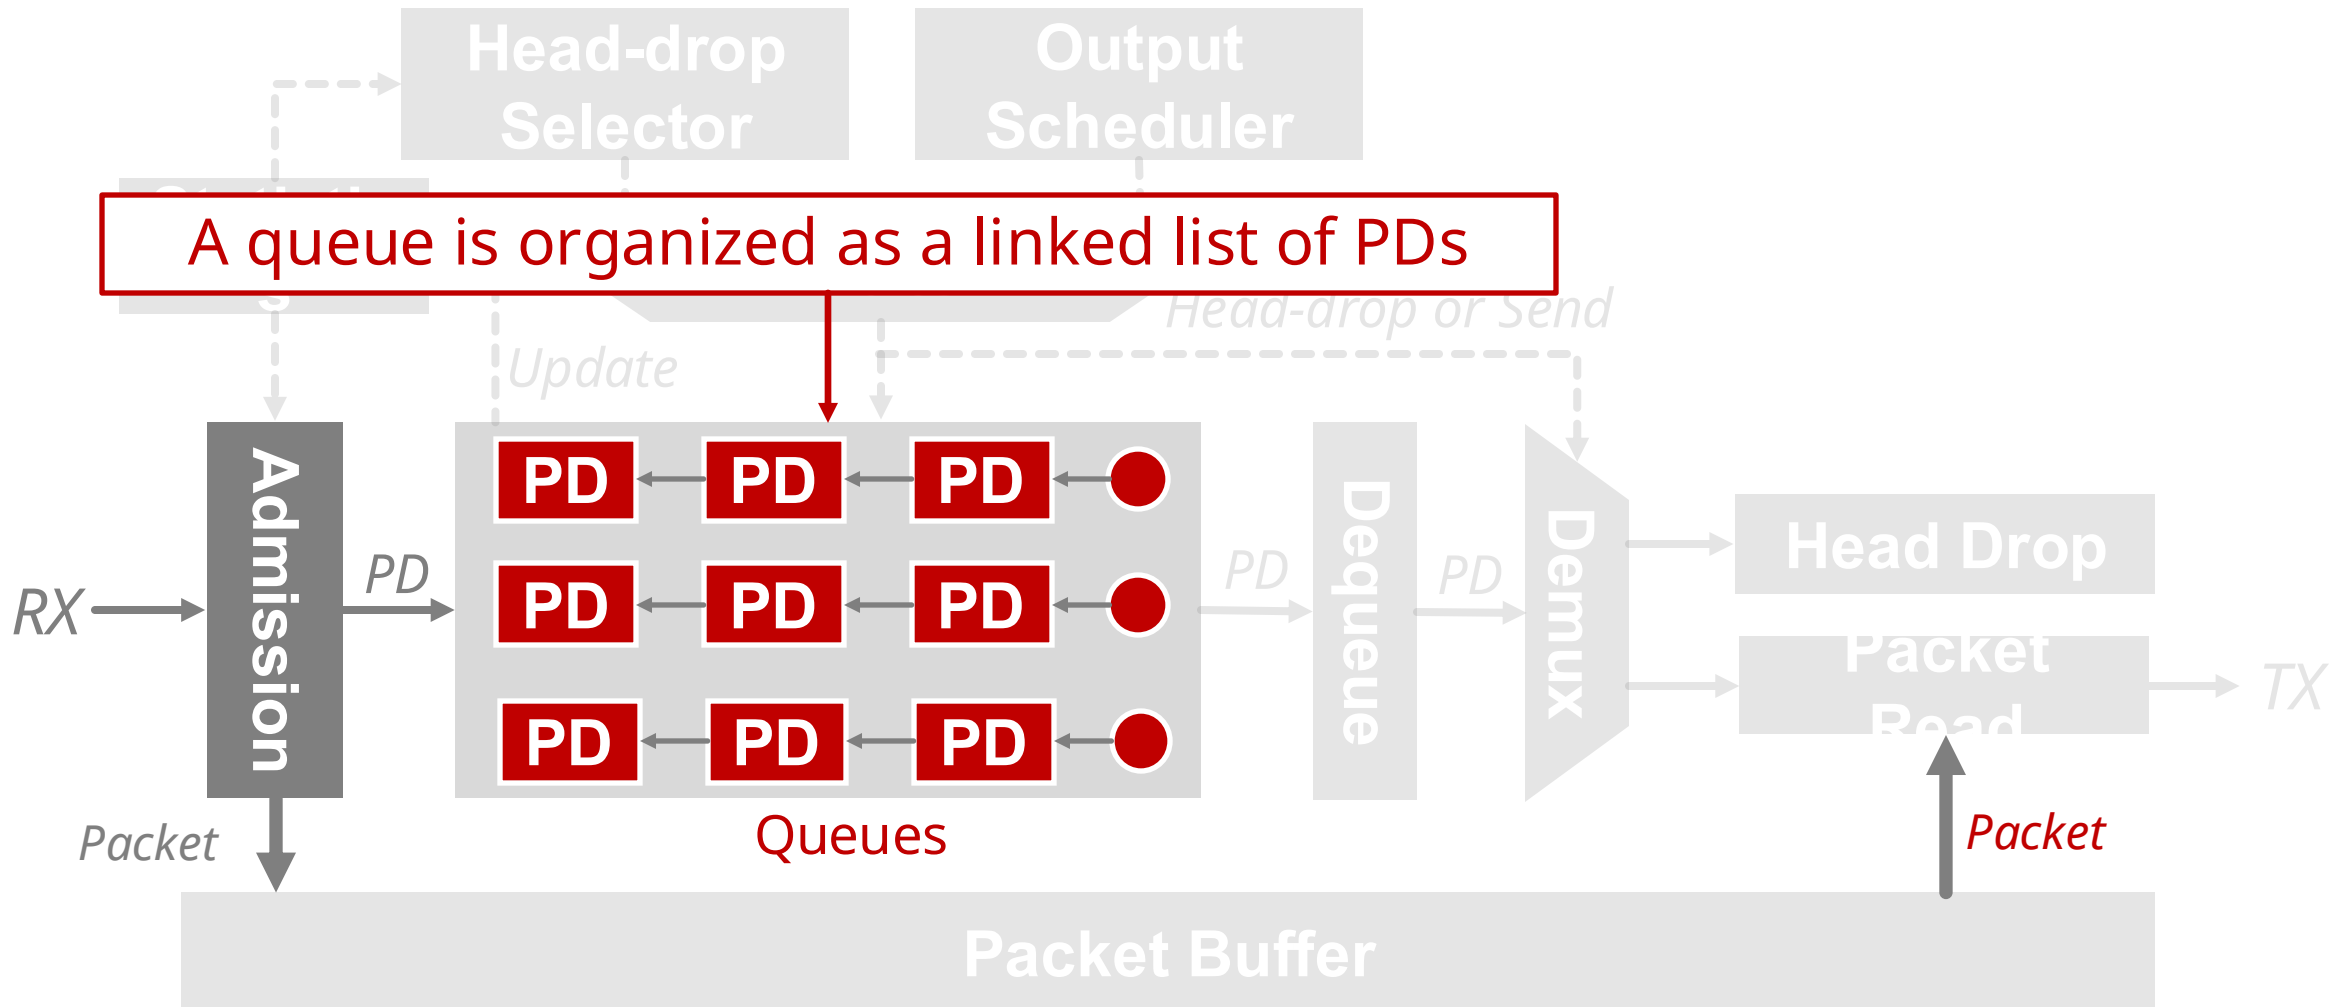 Head-drop
Selector
Output
Scheduler
A queue is organized as a linked list of PDs
s
Head-drop or Send
Update
Admission
RX
PD
PD PD PD
PD PD PD
PD PD PD
Queues
PD
Dequeue
PD
Demux
Head Drop
Packet
Read
TX
Packet
Packet
Packet Buffer